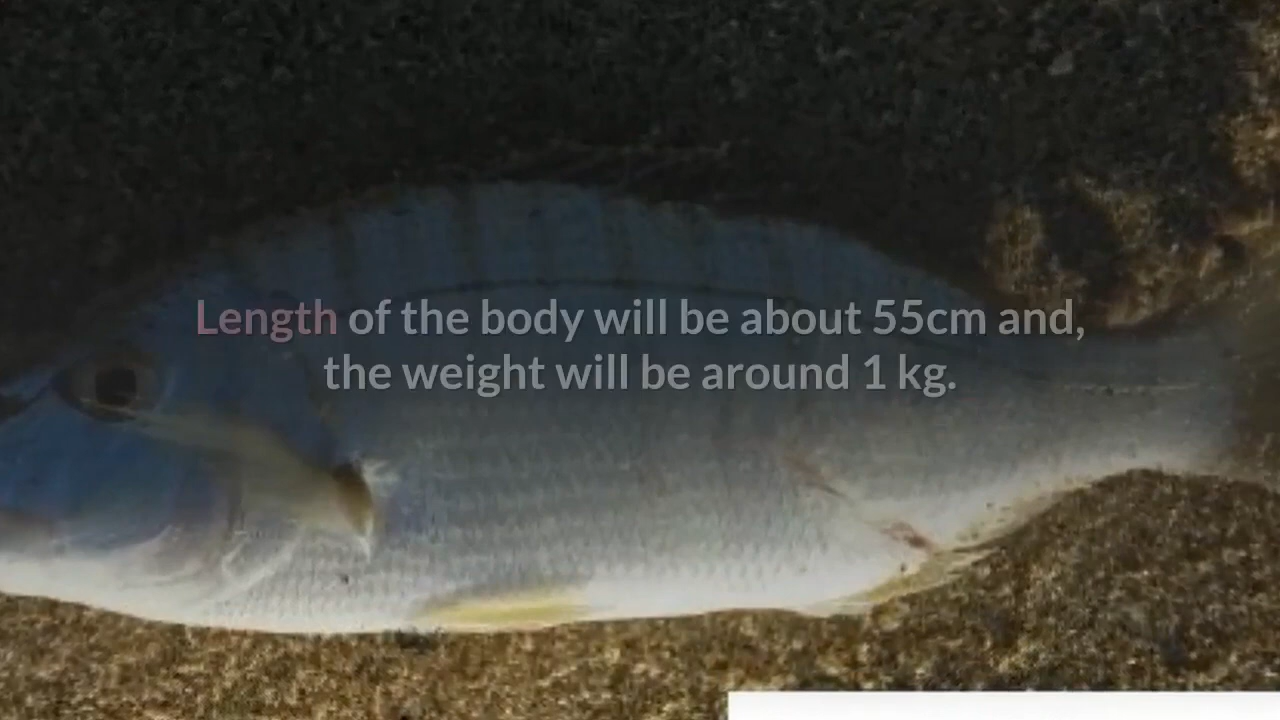 Length of the body will be about 55cm and,
the weight will be around 1 kg.